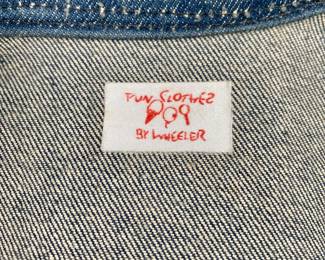 FUN CLOTHES
BY WHEELER